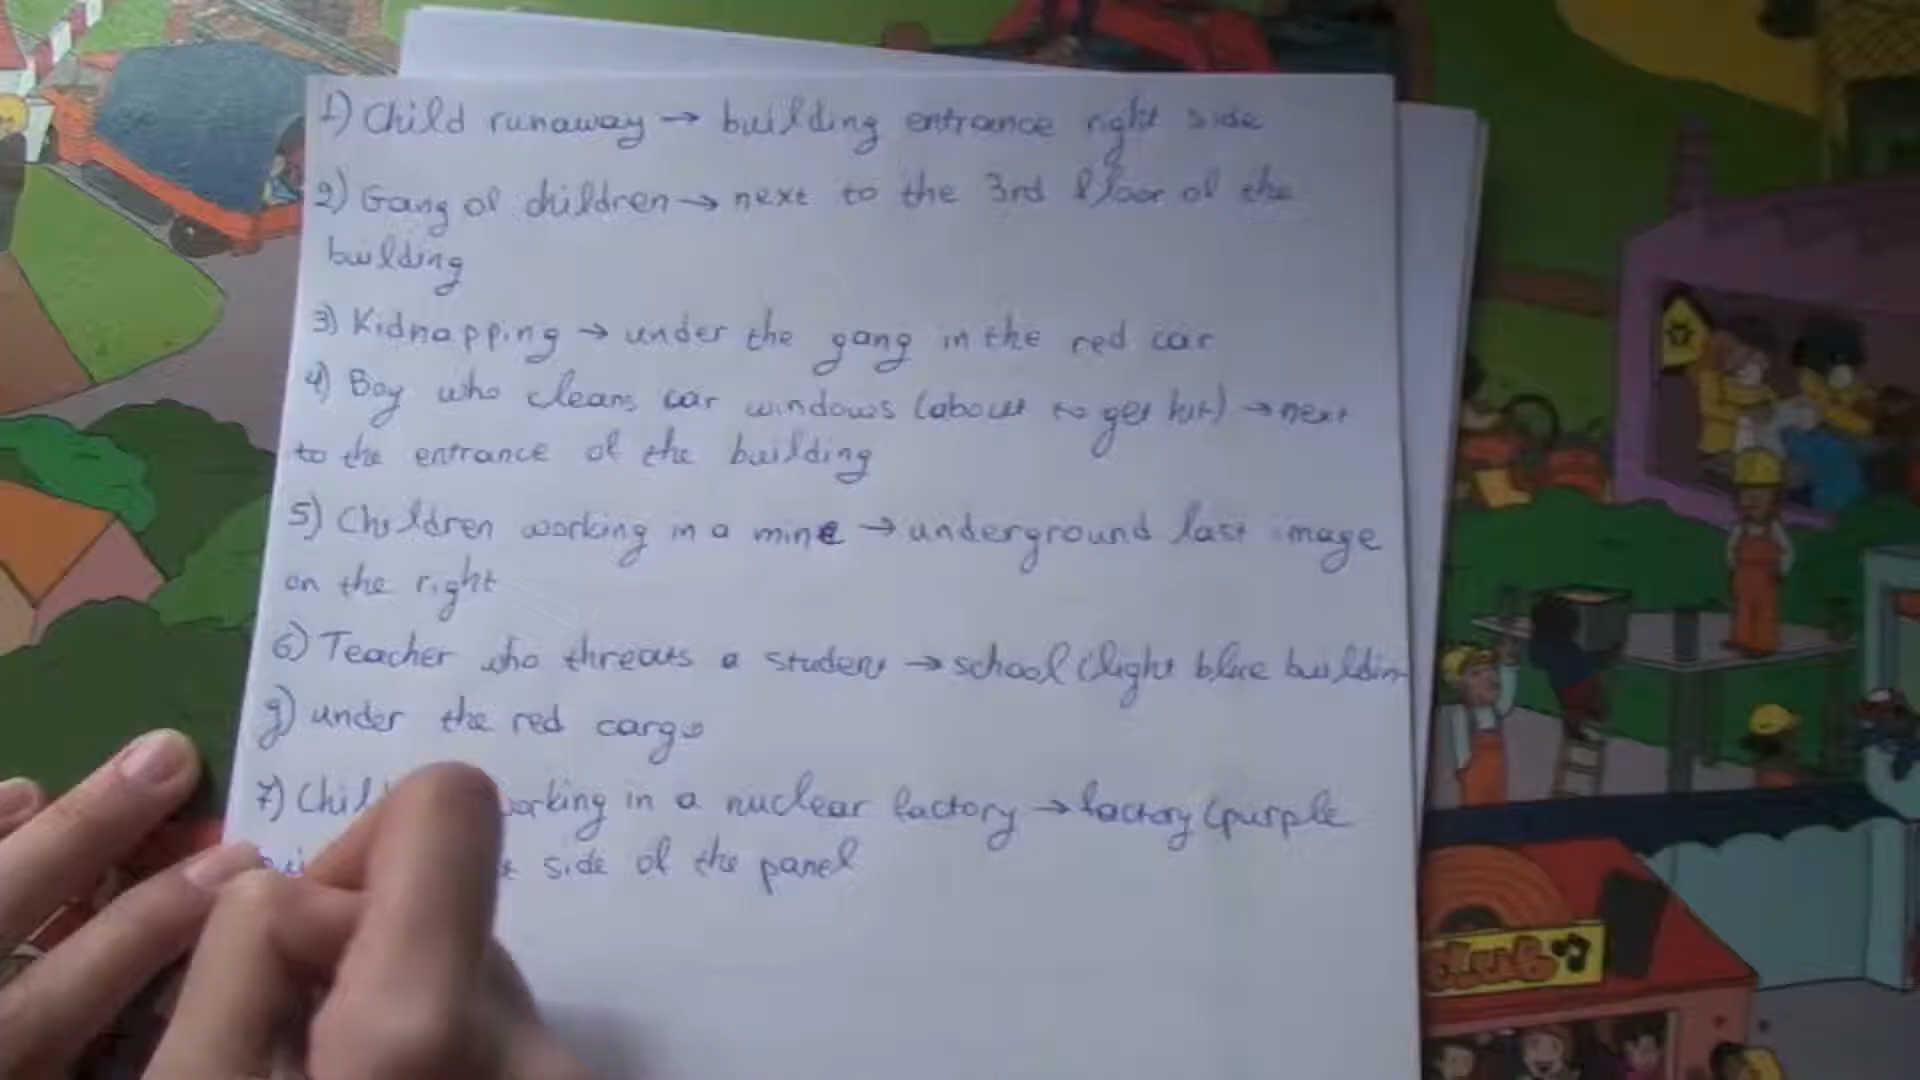 1) Child runaway → building entrance right side
2) Gang of children → next to the 3rd floor of the
building
3) Kidnapping → under the gang in the red car
4) Boy who cleans car windows (about to get hit) → next
to the entrance of the building
5) Children working in a mine → underground last image
on the right
6) Teacher who threats a student → school (light blue buildin
g) under the red cargo
7) working in a nuclear factory → factory (purple
side of the panel
CLUB